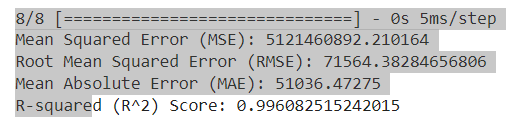 8/8 [==============================] - 0s 5ms/step
Mean Squared Error (MSE): 5121460892.210164
Root Mean Squared Error (RMSE): 71564.38284656806
Mean Absolute Error (MAE): 51036.47275
R-squared (R^2) Score: 0.996082515242015